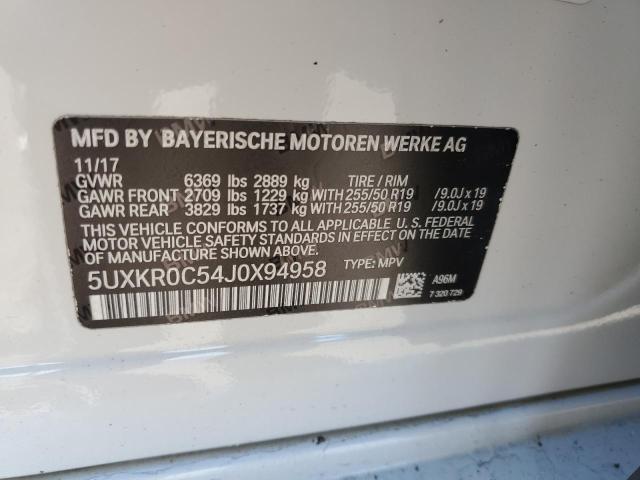 MFD BY BAYERISCHE MOTOREN WERKE AG
11/17
GVWR 6369 lbs 2889 kg TIRE / RIM
GAWR FRONT 2709 lbs 1229 kg WITH 255/50 R19 /9.0J x 19
GAWR REAR 3829 lbs 1737 kg WITH 255/50 R19 /9.0J x 19
THIS VEHICLE CONFORMS TO ALL APPLICABLE U. S. FEDERAL
MOTOR VEHICLE SAFETY STANDARDS
IN EFFECT ON THE DATE OF MANUFACTURE SHOWN ABOVE.
5UXKR0C54J0X94958 TYPE: MPV
A96M
7 320 729